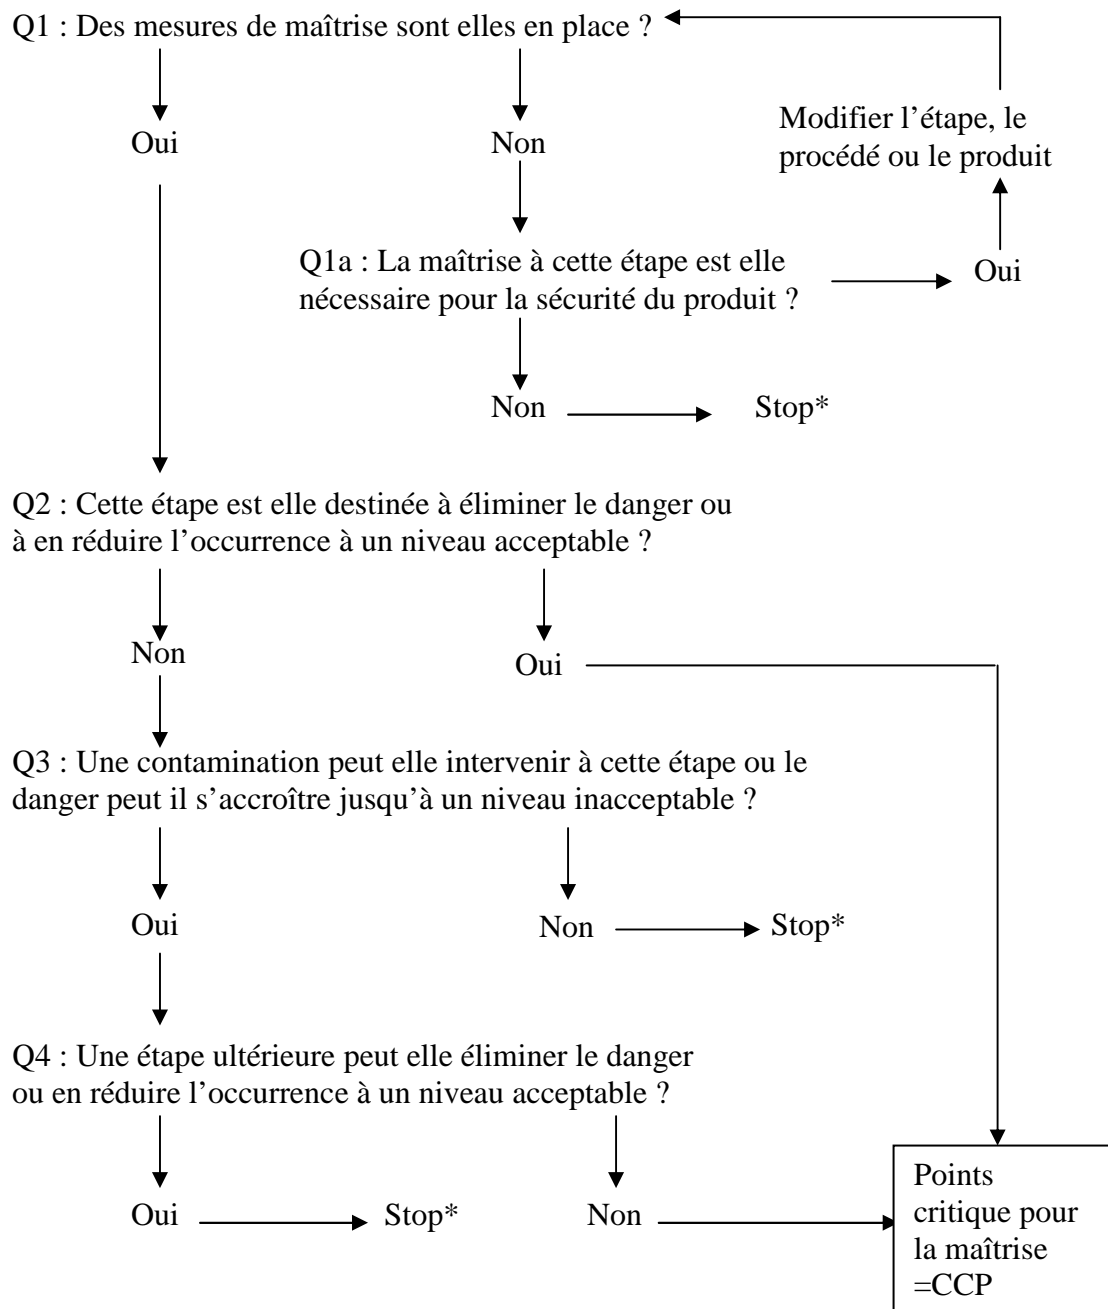 Q1 : Des mesures de maîtrise sont elles en place ?
Oui
Non
Modifier l'étape, le
procédé ou le produit
Q1a : La maîtrise à cette étape est elle
nécessaire pour la sécurité du produit ?
Oui
Non
Stop*
Q2 : Cette étape est elle destinée à éliminer le danger ou
à en réduire l'occurrence à un niveau acceptable ?
Non
Oui
Q3 : Une contamination peut elle intervenir à cette étape ou le
danger peut il s'accroître jusqu'à un niveau inacceptable ?
Oui
Non
Stop*
Q4 : Une étape ultérieure peut elle éliminer le danger
ou en réduire l'occurrence à un niveau acceptable ?
Oui
Stop*
Non
Points
critique pour
la maîtrise
=CCP